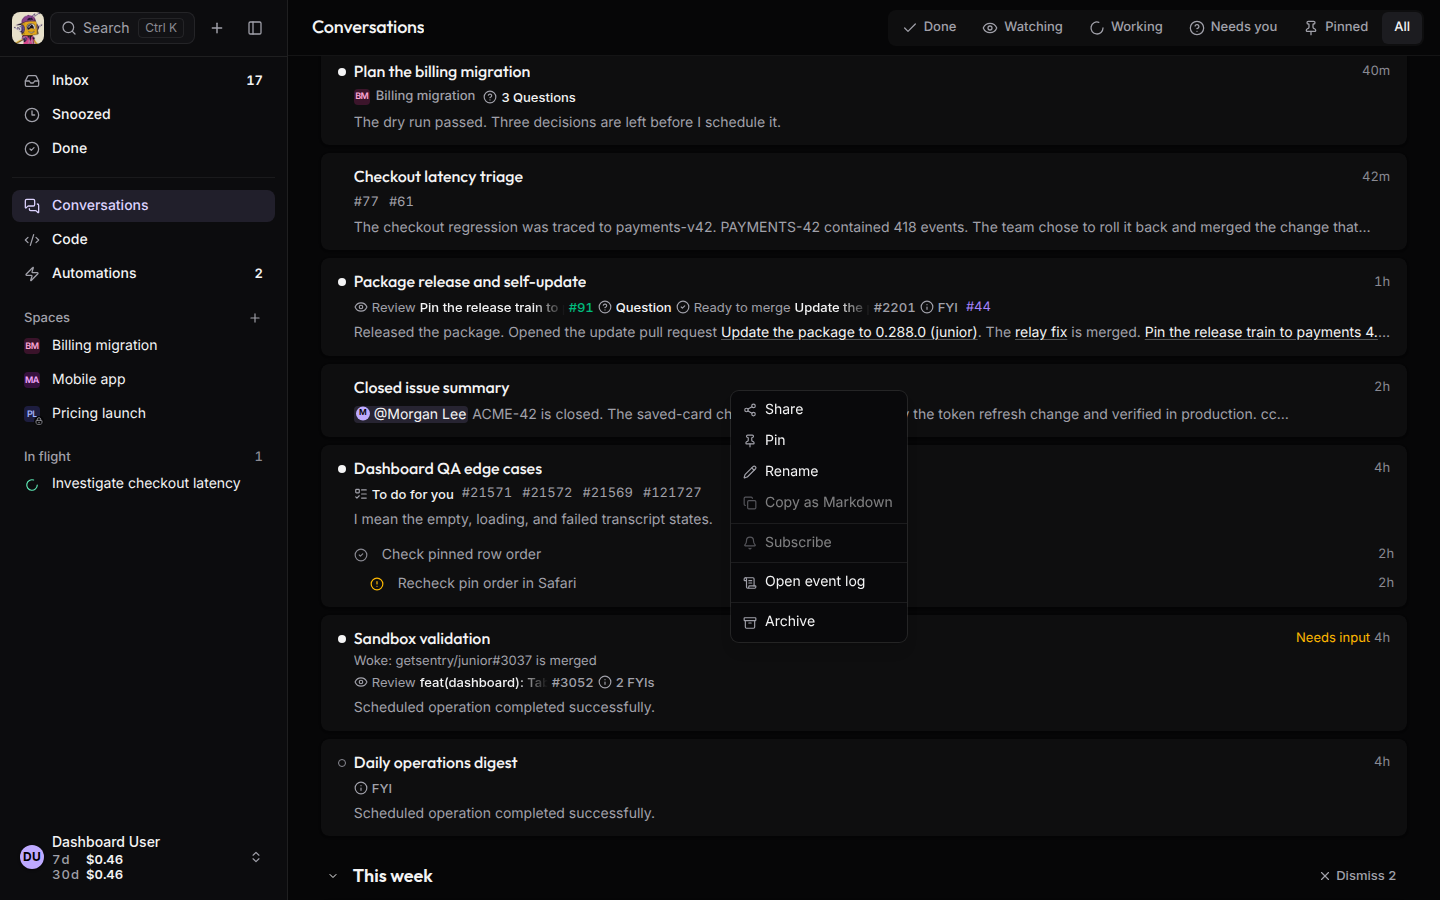 Search Ctrl K
Inbox 17
Snoozed
Done
Conversations
Code
Automations 2
Spaces
BM Billing migration
MA Mobile app
PL Pricing launch
In flight 1
Investigate checkout latency
DU Dashboard User
7d $0.46
30d $0.46
Conversations
Done Watching Working Needs you Pinned All
Plan the billing migration 40m
BM Billing migration 3 Questions
The dry run passed. Three decisions are left before I schedule it.
Checkout latency triage 42m
#77 #61
The checkout regression was traced to payments-v42. PAYMENTS-42 contained 418 events. The team chose to roll it back and merged the change that...
Package release and self-update 1h
Review Pin the release train to #91 Question Ready to merge Update the #2201 FYI #44
Released the package. Opened the update pull request Update the package to 0.288.0 (junior). The relay fix is merged. Pin the release train to payments 4....
Closed issue summary 2h
M @Morgan Lee ACME-42 is closed. The saved-card ch
the token refresh change and verified in production. cc...
Share
Pin
Rename
Copy as Markdown
Subscribe
Open event log
Archive
Dashboard QA edge cases 4h
To do for you #21571 #21572 #21569 #121727
I mean the empty, loading, and failed transcript states.
Check pinned row order 2h
Recheck pin order in Safari 2h
Sandbox validation Needs input 4h
Woke: getsentry/junior#3037 is merged
Review feat(dashboard): Ta #3052 2 FYIs
Scheduled operation completed successfully.
Daily operations digest 4h
FYI
Scheduled operation completed successfully.
This week Dismiss 2